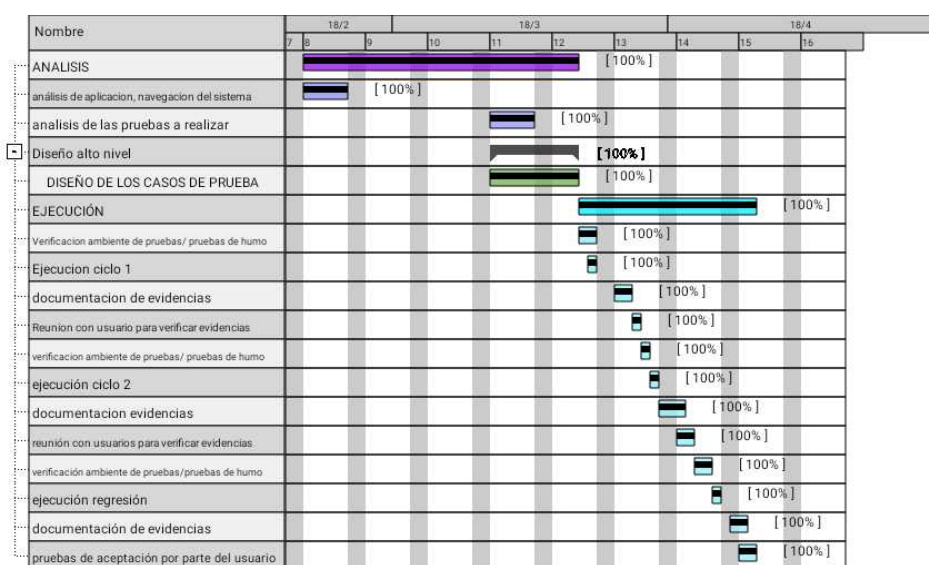 Nombre
18/2 18/3 18/4
7 8 9 10 11 12 13 14 15 16
ANALISIS [100%]
análisis de aplicacion, navegacion del sistema [100%]
analisis de las pruebas a realizar [100%]
Diseño alto nivel [100%]
DISEÑO DE LOS CASOS DE PRUEBA [100%]
EJECUCIÓN [100%]
Verificacion ambiente de pruebas/ pruebas de humo [100%]
Ejecucion ciclo 1 [100%]
documentacion de evidencias [100%]
Reunion con usuario para verificar evidencias [100%]
verificacion ambiente de pruebas/ pruebas de humo [100%]
ejecución ciclo 2 [100%]
documentacion evidencias [100%]
reunión con usuarios para verificar evidencias [100%]
verificación ambiente de pruebas/pruebas de humo [100%]
ejecución regresión [100%]
documentación de evidencias [100%]
pruebas de aceptación por parte del usuario [100%]